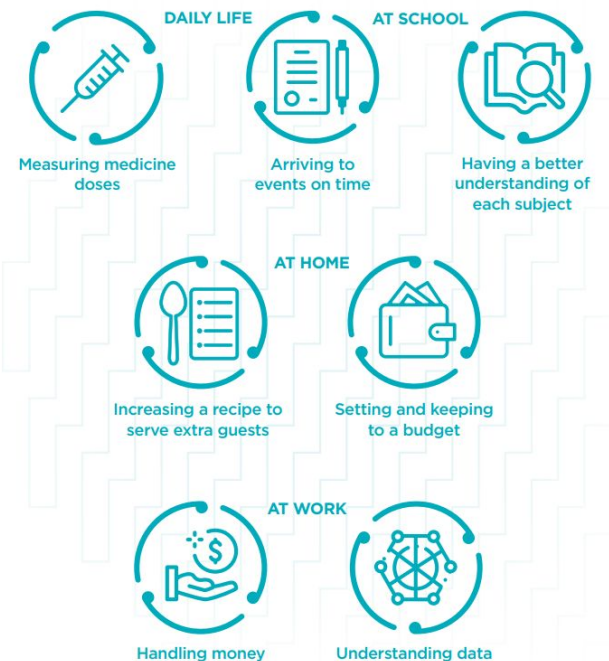 DAILY LIFE
AT SCHOOL
Measuring medicine
doses
Arriving to
events on time
Having a better
understanding of
each subject
AT HOME
Increasing a recipe to
serve extra guests
Setting and keeping
to a budget
AT WORK
$
Handling money
Understanding data